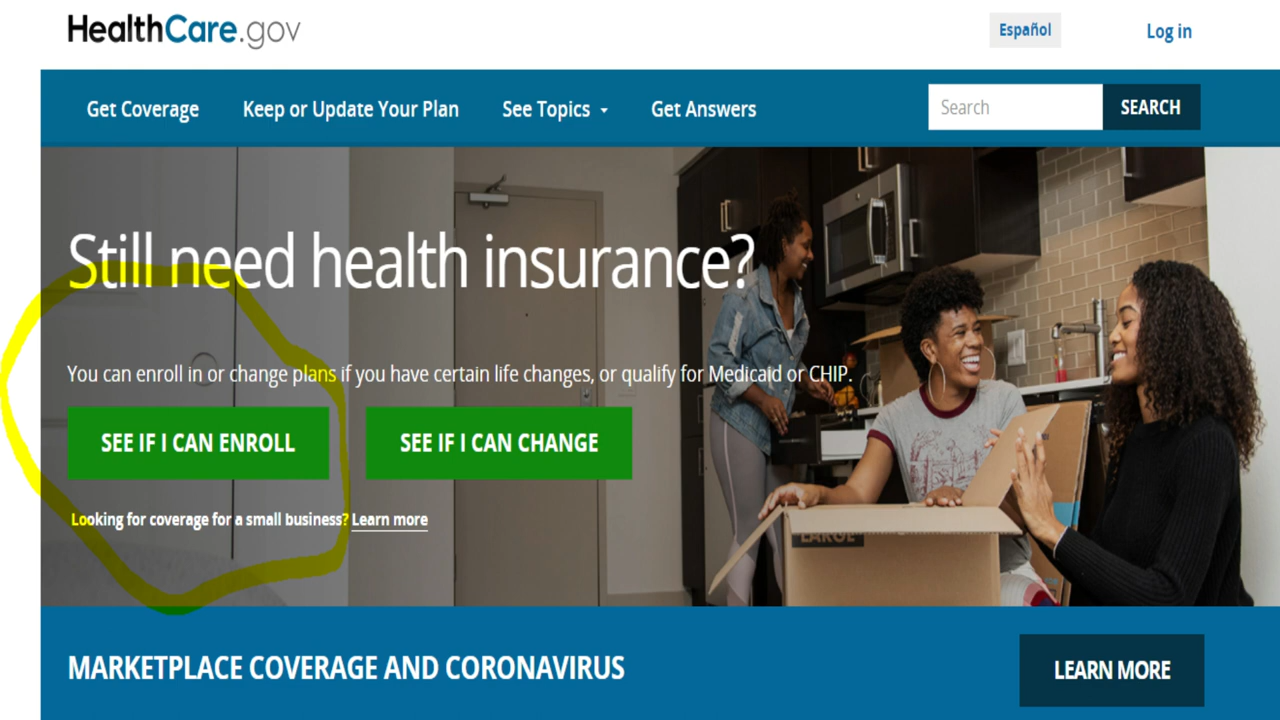 HealthCare.gov
Español
Log in
Get Coverage
Keep or Update Your Plan
See Topics
Get Answers
Search
SEARCH
Still need health insurance?
You can enroll in or change plans if you have certain life changes, or qualify for Medicaid or CHIP.
SEE IF I CAN ENROLL
SEE IF I CAN CHANGE
Looking for coverage for a small business? Learn more
LARGE
MARKETPLACE COVERAGE AND CORONAVIRUS
LEARN MORE